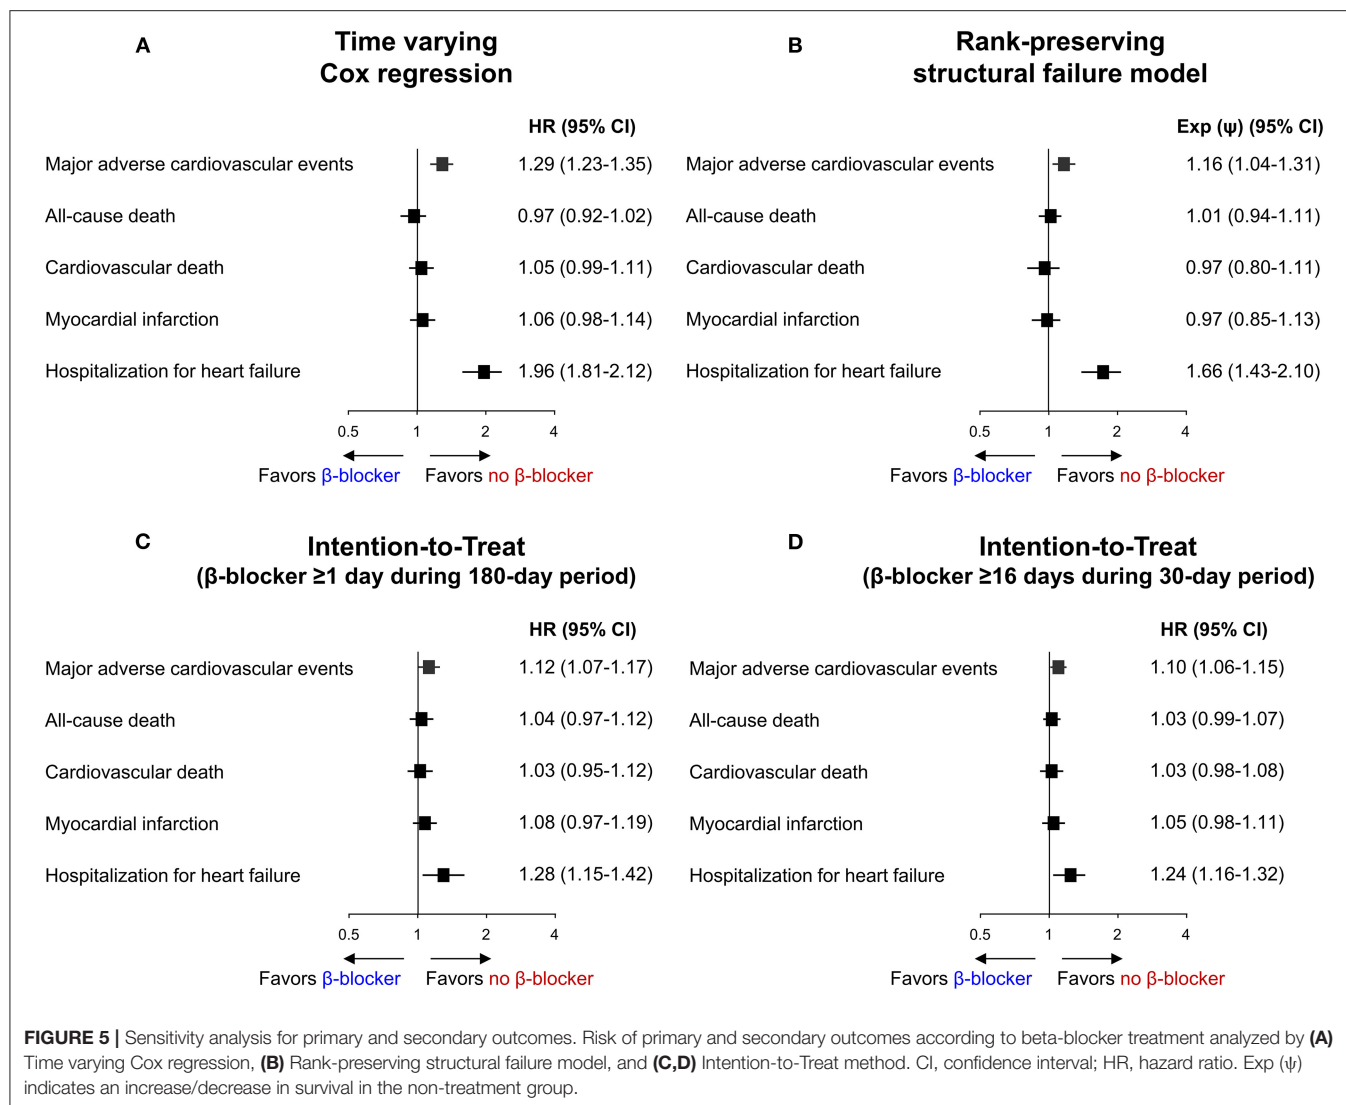 A
Time varying
Cox regression
HR (95% CI)
Major adverse cardiovascular events 1.29 (1.23-1.35)
All-cause death 0.97 (0.92-1.02)
Cardiovascular death 1.05 (0.99-1.11)
Myocardial infarction 1.06 (0.98-1.14)
Hospitalization for heart failure 1.96 (1.81-2.12)
0.5 1 2 4
Favors β-blocker Favors no β-blocker
B
Rank-preserving
structural failure model
Exp (ψ) (95% CI)
Major adverse cardiovascular events 1.16 (1.04-1.31)
All-cause death 1.01 (0.94-1.11)
Cardiovascular death 0.97 (0.80-1.11)
Myocardial infarction 0.97 (0.85-1.13)
Hospitalization for heart failure 1.66 (1.43-2.10)
0.5 1 2 4
Favors β-blocker Favors no β-blocker
C
Intention-to-Treat
(β-blocker ≥1 day during 180-day period)
HR (95% CI)
Major adverse cardiovascular events 1.12 (1.07-1.17)
All-cause death 1.04 (0.97-1.12)
Cardiovascular death 1.03 (0.95-1.12)
Myocardial infarction 1.08 (0.97-1.19)
Hospitalization for heart failure 1.28 (1.15-1.42)
0.5 1 2 4
Favors β-blocker Favors no β-blocker
D
Intention-to-Treat
(β-blocker ≥16 days during 30-day period)
HR (95% CI)
Major adverse cardiovascular events 1.10 (1.06-1.15)
All-cause death 1.03 (0.99-1.07)
Cardiovascular death 1.03 (0.98-1.08)
Myocardial infarction 1.05 (0.98-1.11)
Hospitalization for heart failure 1.24 (1.16-1.32)
0.5 1 2 4
Favors β-blocker Favors no β-blocker
FIGURE 5 | Sensitivity analysis for primary and secondary outcomes. Risk of primary and secondary outcomes according to beta-blocker treatment analyzed by (A)
Time varying Cox regression, (B) Rank-preserving structural failure model, and (C,D) Intention-to-Treat method. CI, confidence interval; HR, hazard ratio. Exp (ψ)
indicates an increase/decrease in survival in the non-treatment group.